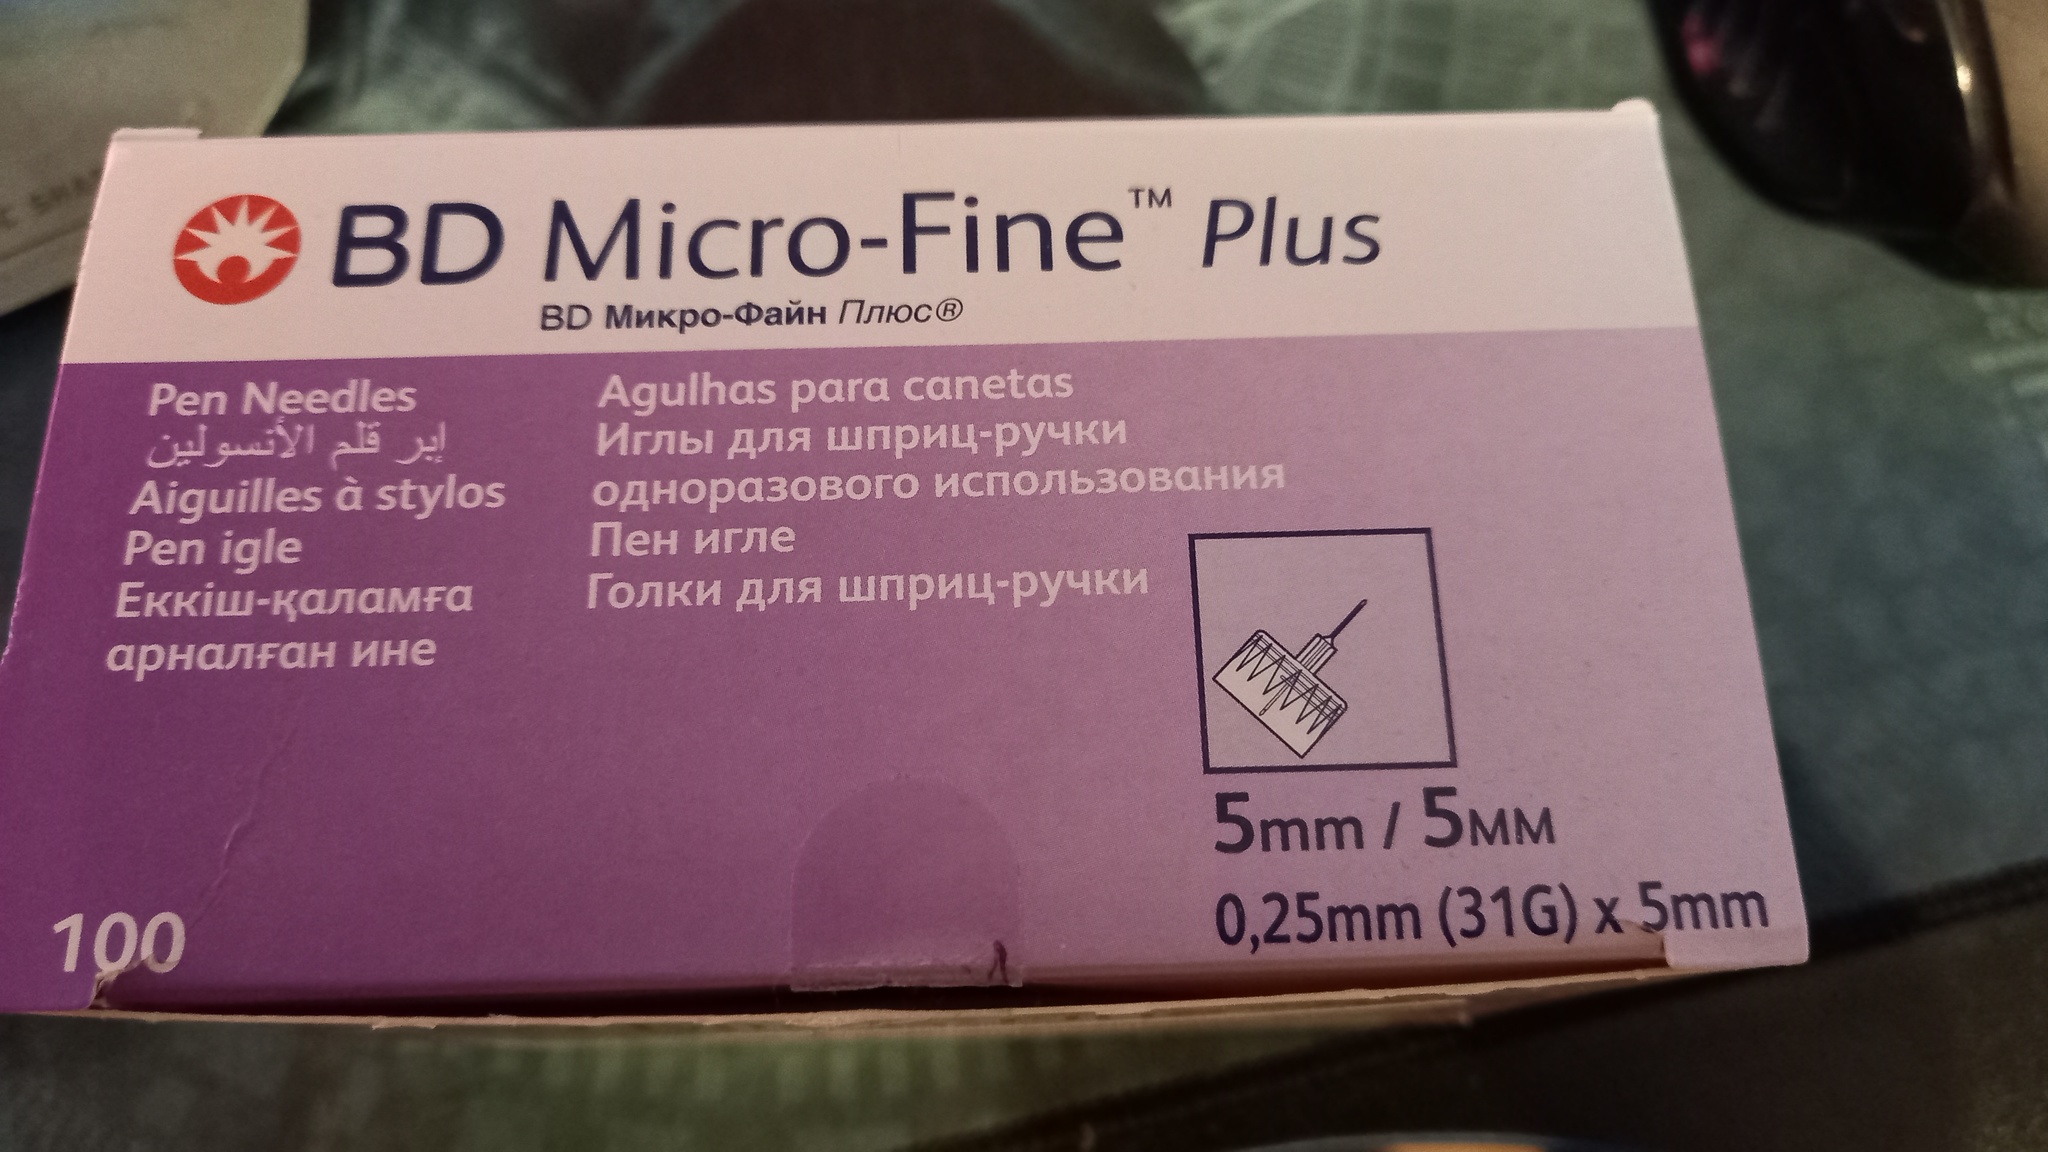 BD Micro-Fine™ Plus
BD Микро-Файн Плюс®
Pen Needles
إبر قلم الأنسولين
Aiguilles à stylos
Pen igle
Еккіш-қаламға
арналған ине
Agulhas para canetas
Иглы для шприц-ручки
одноразового использования
Пен игле
Голки для шприц-ручки
5mm / 5мм
0,25mm (31G) x 5mm
100